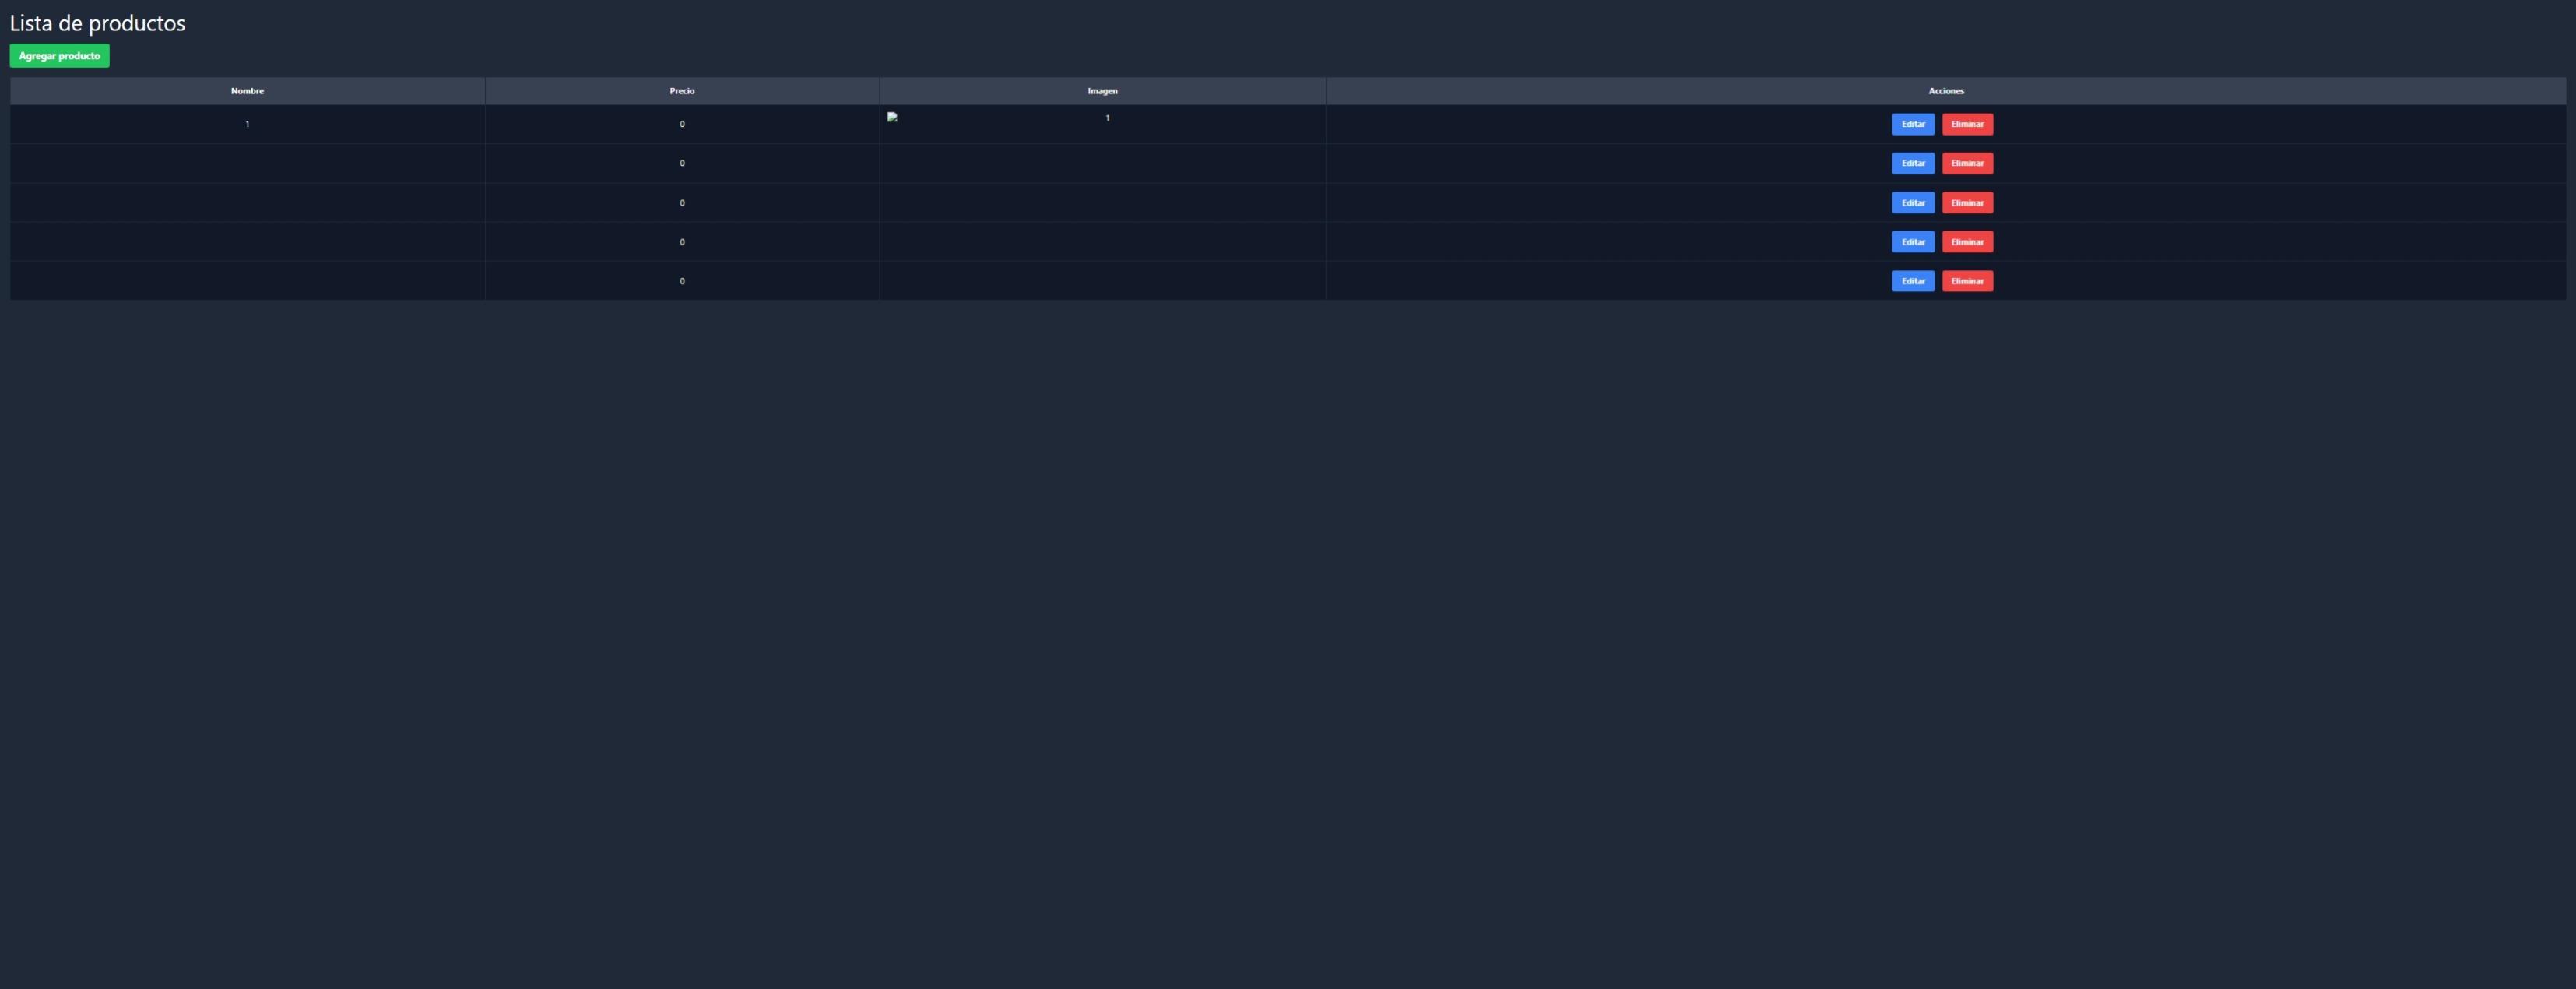 Lista de productos
Agregar producto
Nombre Precio Imagen Acciones
1 0 1 Editar Eliminar
0 Editar Eliminar
0 Editar Eliminar
0 Editar Eliminar
0 Editar Eliminar